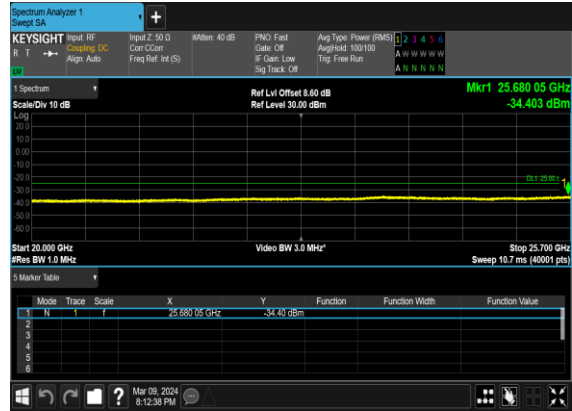 Spectrum Analyzer 1
Swept SA
+
KEYSIGHT Input: RF Input Z: 50 Ω #Atten: 40 dB PNO: Fast Avg Type: Power (RMS) 1 2 3 4 5 6
R T Coupling: DC Corr CCorr Gate: Off Avg|Hold: 100/100 A W W W W W
Align: Auto Freq Ref: Int (S) IF Gain: Low Trig: Free Run
Sig Track: Off A N N N N N
1 Spectrum Ref Lvl Offset 8.60 dB Mkr1 25.680 05 GHz
Scale/Div 10 dB Ref Level 30.00 dBm -34.403 dBm
Log
20.0
10.0
0.00
-10.0
-20.0
DL1 -25.00
1
-30.0
-40.0
-50.0
-60.0
Start 20.000 GHz Video BW 3.0 MHz* Stop 25.700 GHz
#Res BW 1.0 MHz Sweep 10.7 ms (40001 pts)
5 Marker Table
Mode Trace Scale X Y Function Function Width Function Value
1 N 1 f 25.680 05 GHz -34.40 dBm
2
3
4
5
6
? Mar 09, 2024
8:12:38 PM